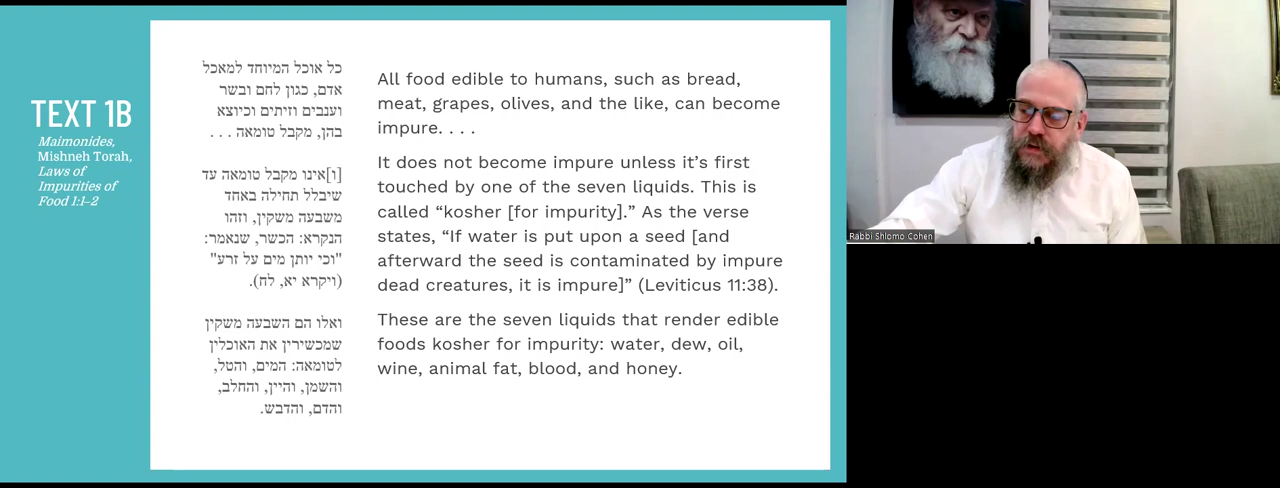 TEXT 1B
Maimonides,
Mishneh Torah,
Laws of
Impurities of
Food 1:1–2
כל אוכל המיוחד למאכל
אדם, כגון לחם ובשר
וענבים וזיתים וכיוצא
בהן, מקבל טומאה . . .
[ו]אינו מקבל טומאה עד
שיבלל תחילה באחד
משבעה משקין, וזהו
הנקרא: הכשר, שנאמר:
"וכי יותן מים על זרע"
(ויקרא יא, לח).
ואלו הם השבעה משקין
שמכשירין את האוכלין
לטומאה: המים, והטל,
והשמן, והיין, והחלב,
והדם, והדבש.
All food edible to humans, such as bread,
meat, grapes, olives, and the like, can become
impure. . . .
It does not become impure unless it’s first
touched by one of the seven liquids. This is
called “kosher [for impurity].” As the verse
states, “If water is put upon a seed [and
afterward the seed is contaminated by impure
dead creatures, it is impure]” (Leviticus 11:38).
These are the seven liquids that render edible
foods kosher for impurity: water, dew, oil,
wine, animal fat, blood, and honey.
Rabbi Shlomo Cohen